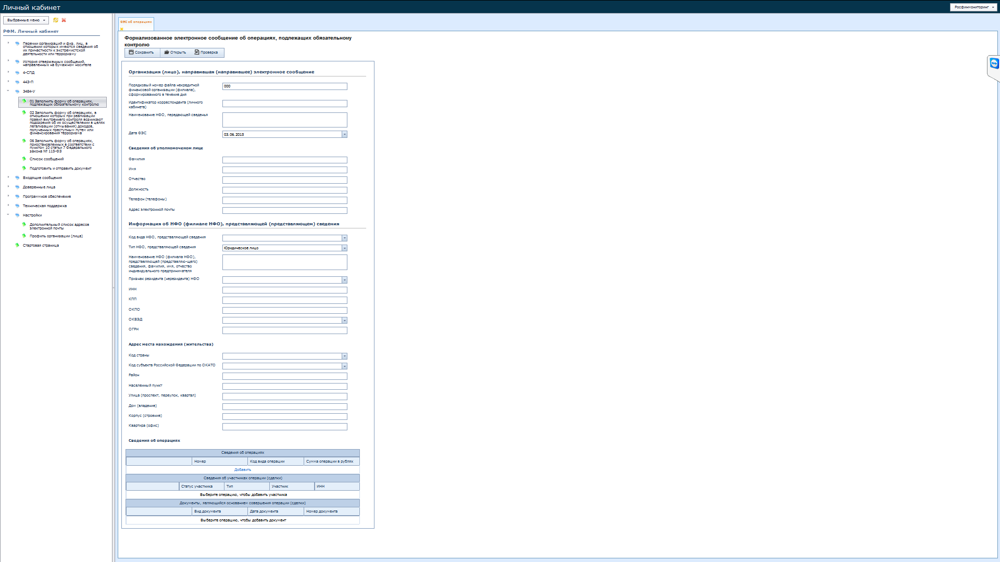 Личный кабинет
Росфинмониторинг
Выбранные меню
РФМ. Личный кабинет
Перечни организаций и физ. лиц, в
отношении которых имеются сведения об
их причастности к экстремистской
деятельности или терроризму
История отверженных сообщений,
направленных на бумажном носителе
4-СПД
443-П
3484-У
01 Заполнить форму об операциях,
подлежащих обязательному контролю
02 Заполнить форму об операциях, в
отношении которых при реализации
правил внутреннего контроля возникают
подозрения об их осуществлении в целях
легализации (отмывания) доходов,
полученных преступным путем или
финансирования терроризма
06 Заполнить форму об операциях,
приостановленных в соответствии с
пунктом 10 статьи 7 Федерального
закона № 115-ФЗ
Список сообщений
Подготовить и отправить документ
Входящие сообщения
Доверенные лица
Программное обеспечение
Техническая поддержка
Настройки
Дополнительный список адресов
электронной почты
Профиль организации (лица)
Стартовая страница
ФЭС об операциях
Формализованное электронное сообщение об операциях, подлежащих обязательному
контролю
Сохранить Открыть Проверка
Организация (лицо), направившая (направившее) электронное сообщение
Порядковый номер файла некредитной
финансовой организации (филиала),
сформированного в течение дня
000
Идентификатор корреспондента (личного
кабинета)
Наименование НФО, передающей сведенья
Дата ФЭС 03.06.2015
Сведения об уполномоченом лице
Фамилия
Имя
Отчество
Должность
Телефон (телефоны)
Адрес электронной почты
Информация об НФО (филиале НФО), представляющей (представляющем) сведения
Код вида НФО, представляющей сведения
Тип НФО, представляющей сведения Юридическое лицо
Наименование НФО (филиала НФО),
представляющей (представляю-щего)
сведения, фамилия, имя, отчество
индивидуального предпринимателя
Признак резидента (нерезидента) НФО
ИНН
КПП
ОКПО
ОКВЭД
ОГРН
Адрес места нахождения (жительства)
Код страны
Код субъекта Российской Федерации по ОКАТО
Район
Населенный пункт
Улица (проспект, переулок, квартал)
Дом (владение)
Корпус (строение)
Квартира (офис)
Сведения об операциях
Сведения об операциях
Номер Код вида операции Сумма операции в рублях
Добавить
Сведения об участниках операции (сделки)
Статус участника Тип Участник ИНН
Выберите операцию, чтобы добавить участника
Документы, являющийся основанием совершения операции (сделки)
Вид документа Дата документа Номер документа
Выберите операцию, чтобы добавить документ